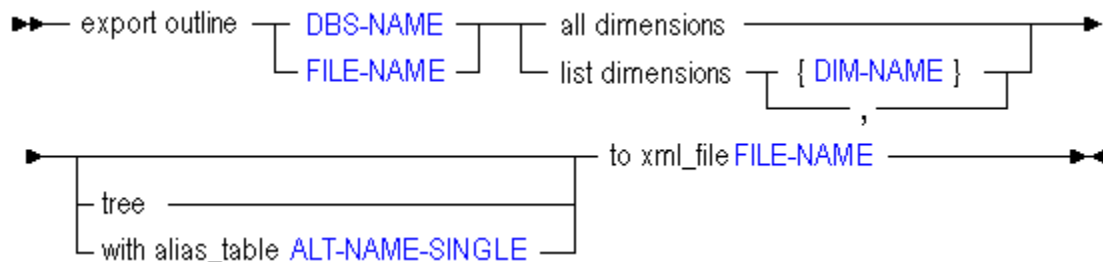 export outline DBS-NAME all dimensions
FILE-NAME list dimensions { DIM-NAME }
,
to xml_file FILE-NAME
tree
with alias_table ALT-NAME-SINGLE